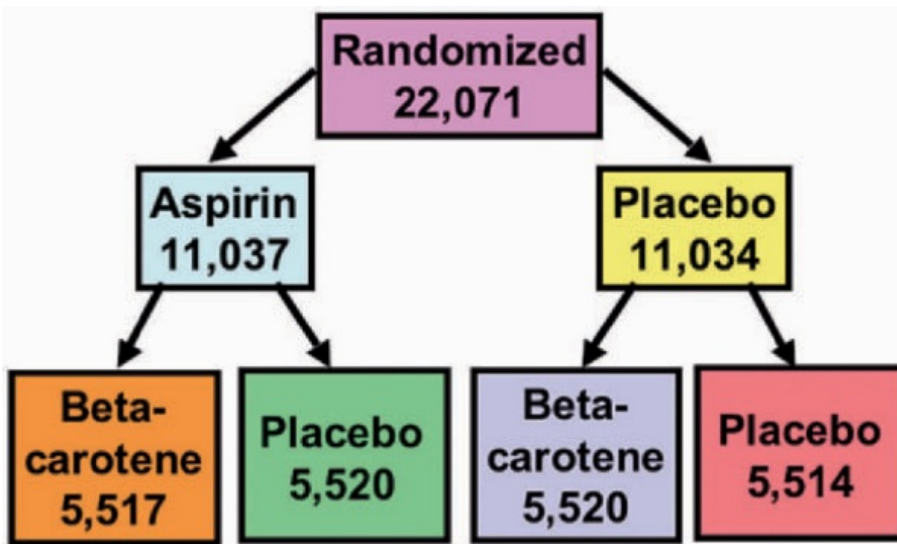 Randomized
22,071
Aspirin
11,037
Placebo
11,034
Beta-
carotene
5,517
Placebo
5,520
Beta-
carotene
5,520
Placebo
5,514